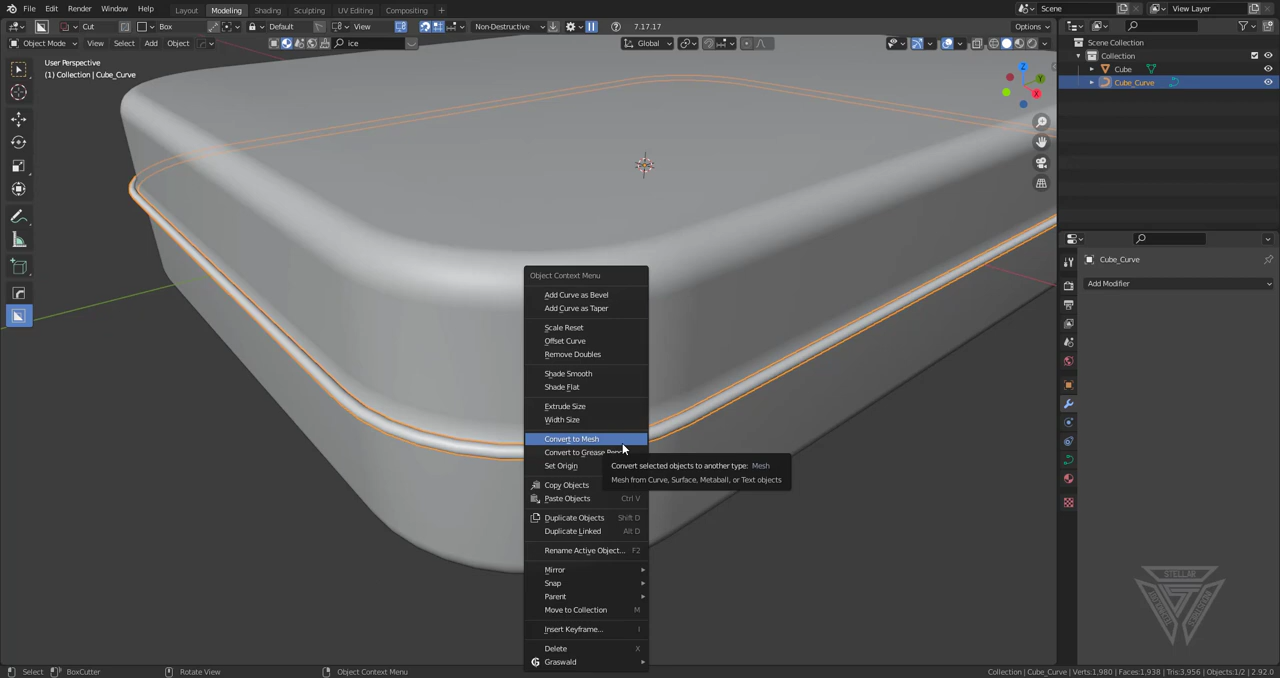 File Edit Render Window Help Layout Modeling Shading Sculpting UV Editing Compositing + Scene View Layer
Cut Box Default View Non-Destructive 7.17.17 Options
Object Mode View Select Add Object ice Global
User Perspective
(1) Collection | Cube_Curve
Scene Collection
Collection
Cube
Cube_Curve
Z
Y
X
Cube_Curve
Add Modifier
Object Context Menu
Add Curve as Bevel
Add Curve as Taper
Scale Reset
Offset Curve
Remove Doubles
Shade Smooth
Shade Flat
Extrude Size
Width Size
Convert to Mesh
Convert to Grease Pencil
Set Origin
Convert selected objects to another type: Mesh
Mesh from Curve, Surface, Metaball, or Text objects
Copy Objects
Paste Objects Ctrl V
Duplicate Objects Shift D
Duplicate Linked Alt D
Rename Active Object... F2
Mirror
Snap
Parent
Move to Collection M
Insert Keyframe... I
Delete X
Graswald
STELLAR
Select BoxCutter Rotate View Object Context Menu Collection | Cube_Curve | Verts:1,980 | Faces:1,938 | Tris:3,956 | Objects:1/2 | 2.92.0